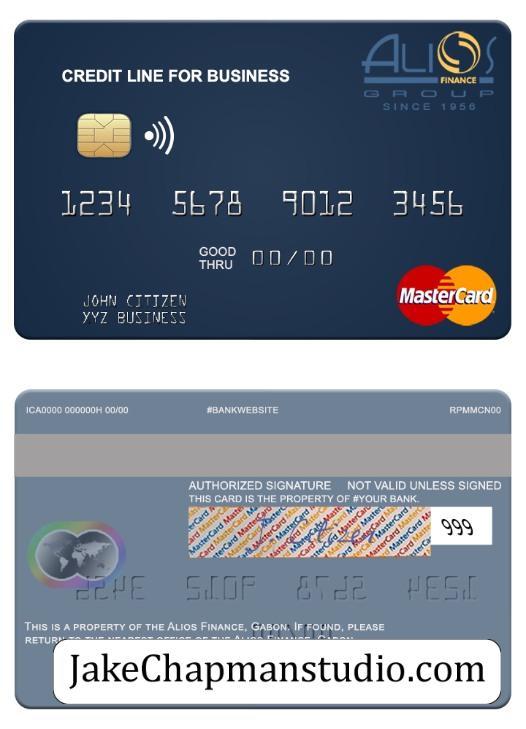 CREDIT LINE FOR BUSINESS
ALIOS
FINANCE
GROUP
SINCE 1956
1234 5678 9012 3456
GOOD THRU 00/00
JOHN CITIZEN
YYZ BUSINESS
MasterCard
ICA0000 000000H 00/00 #BANKWEBSITE RPMMCN00
AUTHORIZED SIGNATURE NOT VALID UNLESS SIGNED
THIS CARD IS THE PROPERTY OF #YOUR BANK.
999
THIS IS A PROPERTY OF THE ALIOS FINANCE, GABON. IF FOUND, PLEASE
RETURN TO THE NEAREST OFFICE OF THE ALIOS FINANCE, GABON
JakeChapmanstudio.com